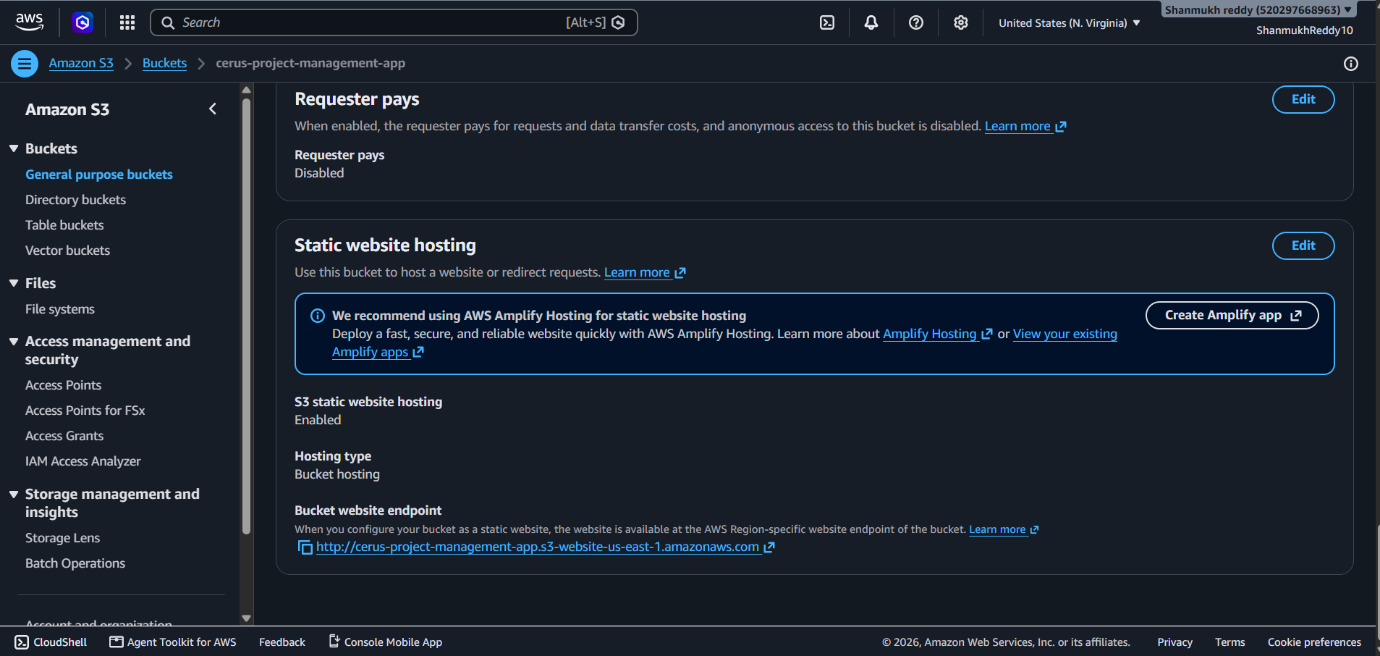 aws
Search [Alt+S]
United States (N. Virginia)
Shanmukh reddy (520297668963)
ShanmukhReddy10
Amazon S3 > Buckets > cerus-project-management-app
Amazon S3
Buckets
General purpose buckets
Directory buckets
Table buckets
Vector buckets
Files
File systems
Access management and
security
Access Points
Access Points for FSx
Access Grants
IAM Access Analyzer
Storage management and
insights
Storage Lens
Batch Operations
Account and organization
Requester pays
Edit
When enabled, the requester pays for requests and data transfer costs, and anonymous access to this bucket is disabled. Learn more
Requester pays
Disabled
Static website hosting
Edit
Use this bucket to host a website or redirect requests. Learn more
We recommend using AWS Amplify Hosting for static website hosting
Create Amplify app
Deploy a fast, secure, and reliable website quickly with AWS Amplify Hosting. Learn more about Amplify Hosting or View your existing
Amplify apps
S3 static website hosting
Enabled
Hosting type
Bucket hosting
Bucket website endpoint
When you configure your bucket as a static website, the website is available at the AWS Region-specific website endpoint of the bucket. Learn more
http://cerus-project-management-app.s3-website-us-east-1.amazonaws.com
CloudShell Agent Toolkit for AWS Feedback Console Mobile App
© 2026, Amazon Web Services, Inc. or its affiliates. Privacy Terms Cookie preferences